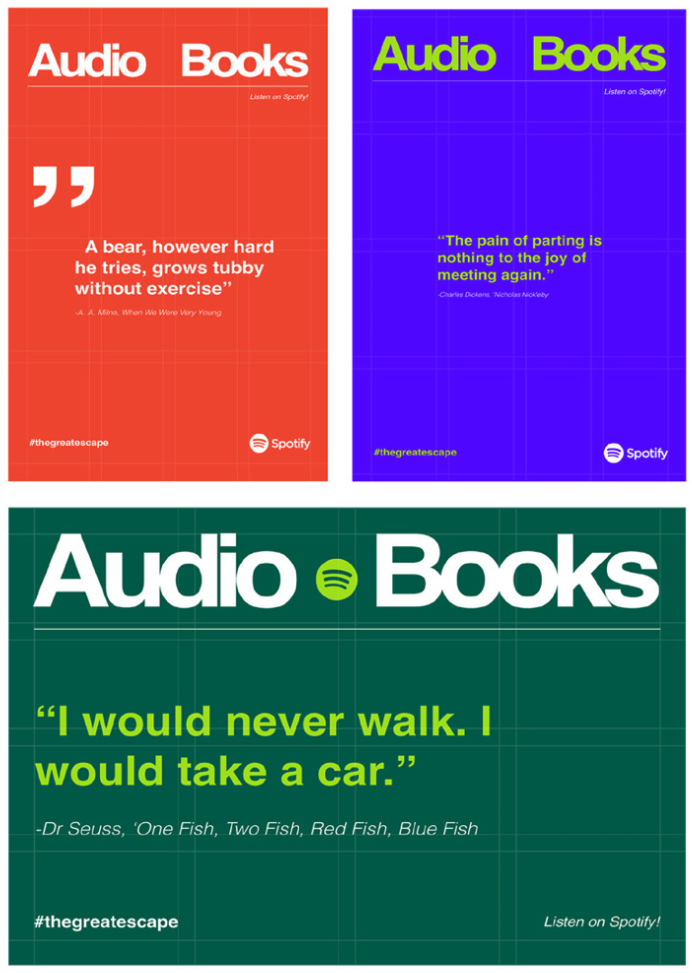 Audio Books
Listen on Spotify!
”
A bear, however hard
he tries, grows tubby
without exercise”
-A. A. Milne, When We Were Very Young
#thegreatescape
Spotify
Audio Books
Listen on Spotify!
“The pain of parting is
nothing to the joy of
meeting again.”
-Charles Dickens, ‘Nicholas Nickleby
#thegreatescape
Spotify
Audio Books
“I would never walk. I
would take a car.”
-Dr Seuss, ‘One Fish, Two Fish, Red Fish, Blue Fish
#thegreatescape
Listen on Spotify!